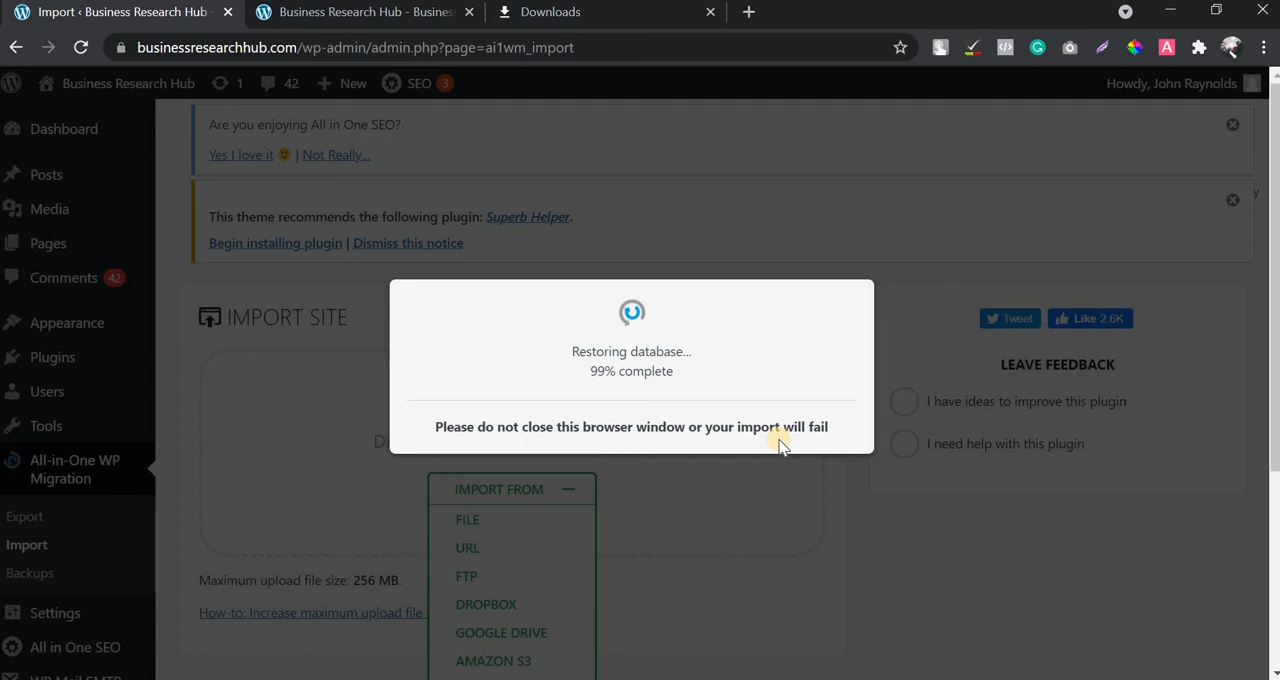 Import ‹ Business Research Hub
Business Research Hub - Busines
Downloads
businessresearchhub.com/wp-admin/admin.php?page=ai1wm_import
Business Research Hub
1
42
New
SEO
3
Howdy, John Raynolds
Dashboard
Posts
Media
Pages
Comments 42
Appearance
Plugins
Users
Tools
All-in-One WP
Migration
Export
Import
Backups
Settings
All in One SEO
Are you enjoying All in One SEO?
Yes I love it 🙂 | Not Really...
This theme recommends the following plugin: Superb Helper.
Begin installing plugin | Dismiss this notice
IMPORT SITE
Restoring database...
99% complete
Please do not close this browser window or your import will fail
IMPORT FROM
FILE
URL
FTP
DROPBOX
GOOGLE DRIVE
AMAZON S3
Maximum upload file size: 256 MB.
How-to: Increase maximum upload file
Tweet
Like 2.6K
LEAVE FEEDBACK
I have ideas to improve this plugin
I need help with this plugin